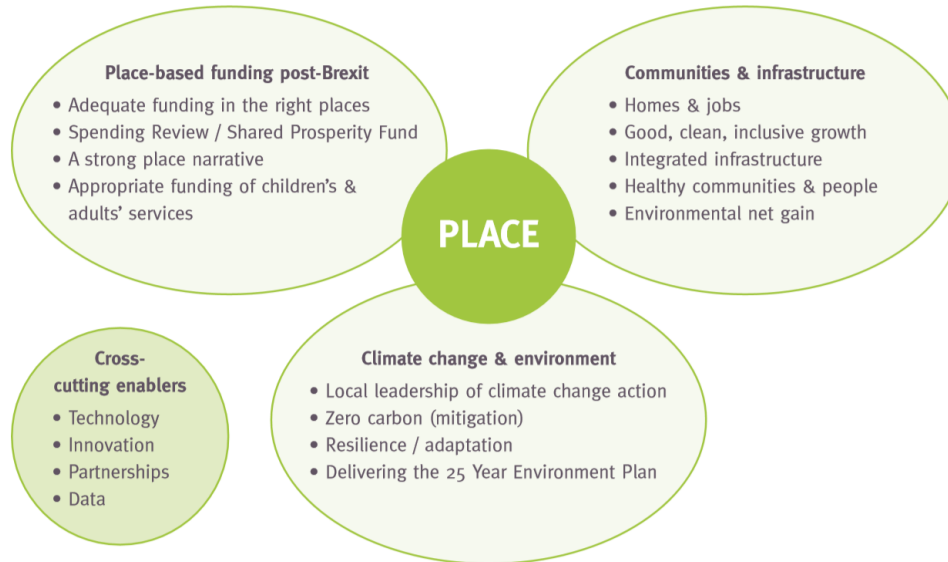 Place-based funding post-Brexit
• Adequate funding in the right places
• Spending Review / Shared Prosperity Fund
• A strong place narrative
• Appropriate funding of children’s &
adults’ services
Communities & infrastructure
• Homes & jobs
• Good, clean, inclusive growth
• Integrated infrastructure
• Healthy communities & people
• Environmental net gain
PLACE
Cross-
cutting enablers
• Technology
• Innovation
• Partnerships
• Data
Climate change & environment
• Local leadership of climate change action
• Zero carbon (mitigation)
• Resilience / adaptation
• Delivering the 25 Year Environment Plan